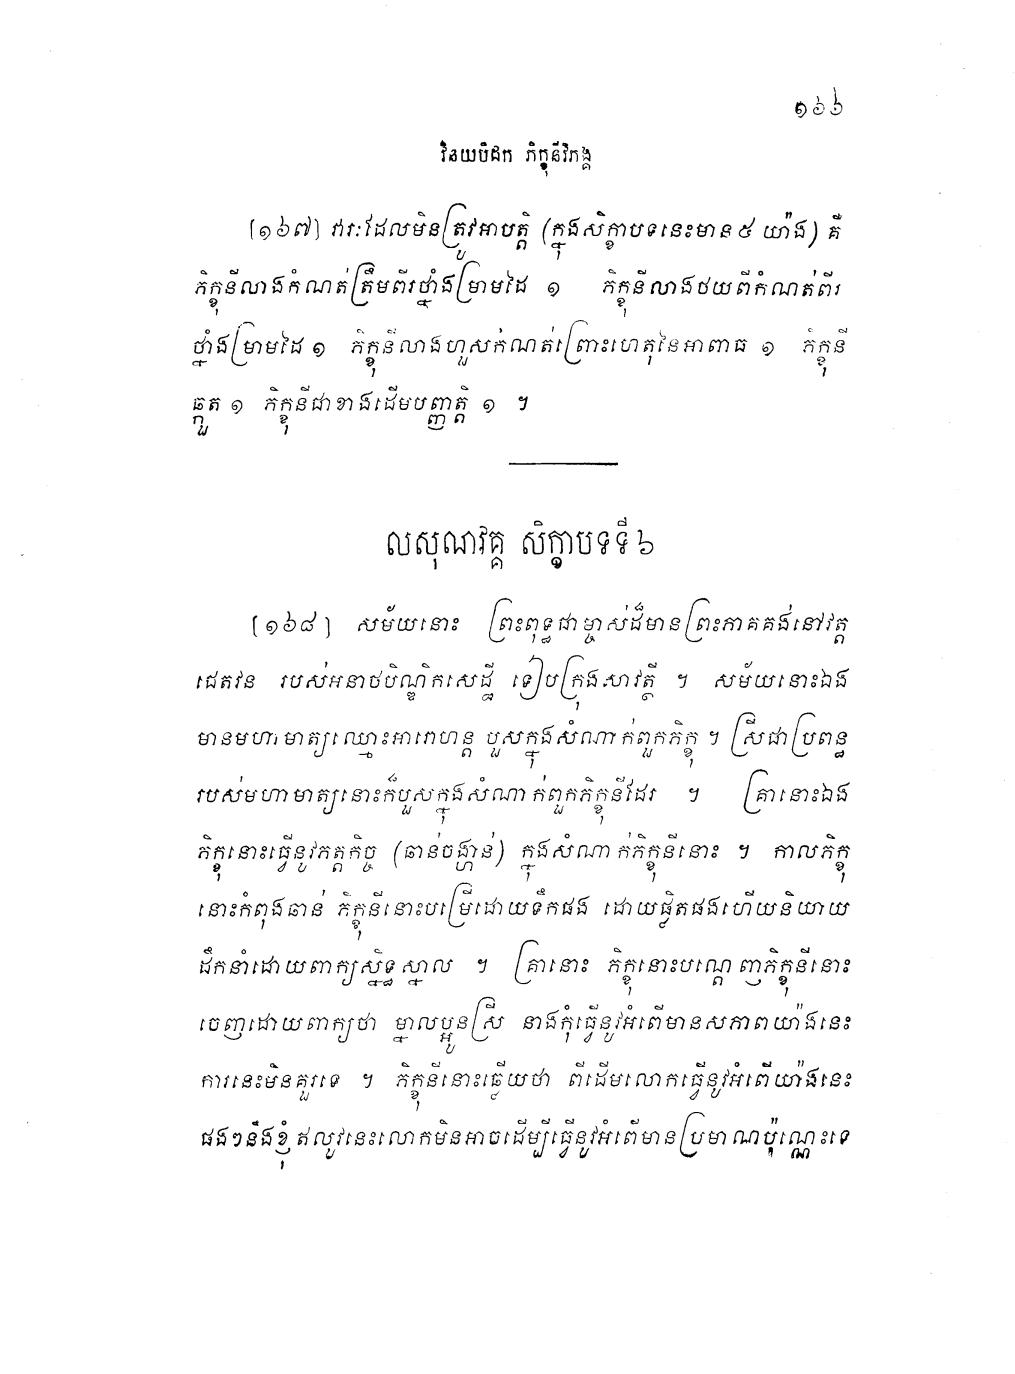 ១៦៦
វិនយបិដក ភិក្ខុនីវិភង្គ
[១៦៧] វារៈដែលមិនត្រូវអាបត្តិ (ក្នុងសិក្ខាបទនេះមាន៥ យ៉ាង) គឺ
ភិក្ខុនីលាងកំណត់ត្រឹមពីរថ្នាំងម្រាមដៃ ១ ភិក្ខុនីលាងថយពីកំណត់ពីរ
ថ្នាំងម្រាមដៃ ១ ភិក្ខុនីលាងហួសកំណត់ព្រោះហេតុនៃអាពាធ ១ ភិក្ខុនី
ឆ្កួត ១ ភិក្ខុនីជាខាងដើមបញ្ញត្តិ ១ ។
លសុណវគ្គ សិក្ខាបទទី ៦
[១៦៨] សម័យនោះ ព្រះពុទ្ធជាម្ចាស់ដ៏មានព្រះភាគគង់នៅវត្ត
ជេតវន របស់អនាថបិណ្ឌិកសេដ្ឋី ទៀបក្រុងសាវត្ថី ។ សម័យនោះឯង
មានមហាមាត្យឈ្មោះអារោហន្ត បួសក្នុងសំណាក់ពួកភិក្ខុ ។ ស្រីជាប្រពន្ធ
របស់មហាមាត្យនោះក៏បួសក្នុងសំណាក់ពួកភិក្ខុនីដែរ ។ គ្រានោះឯង
ភិក្ខុនោះធ្វើនូវភត្តកិច្ច (ឆាន់ចង្ហាន់) ក្នុងសំណាក់ភិក្ខុនីនោះ ។ កាលភិក្ខុ
នោះកំពុងឆាន់ ភិក្ខុនីនោះបម្រើដោយទឹកផង ដោយផ្លិតផងហើយនិយាយ
ដឹកនាំដោយពាក្យស្និទ្ធស្នាល ។ គ្រានោះ ភិក្ខុនោះបណ្តេញភិក្ខុនីនោះ
ចេញដោយពាក្យថា ម្នាលប្អូនស្រី នាងកុំធ្វើនូវអំពើមានសភាពយ៉ាងនេះ
ការនេះមិនគួរទេ ។ ភិក្ខុនីនោះឆ្លើយថា ពីដើមលោកធ្វើនូវអំពើយ៉ាងនេះ
ផងៗនឹងខ្ញុំ ឥលូវនេះលោកមិនអាចដើម្បីធ្វើនូវអំពើមានប្រមាណប៉ុណ្ណេះទេ